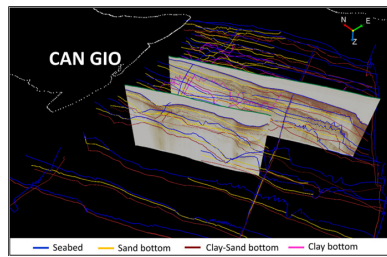 N
E
Z
CAN GIO
Seabed
Sand bottom
Clay-Sand bottom
Clay bottom